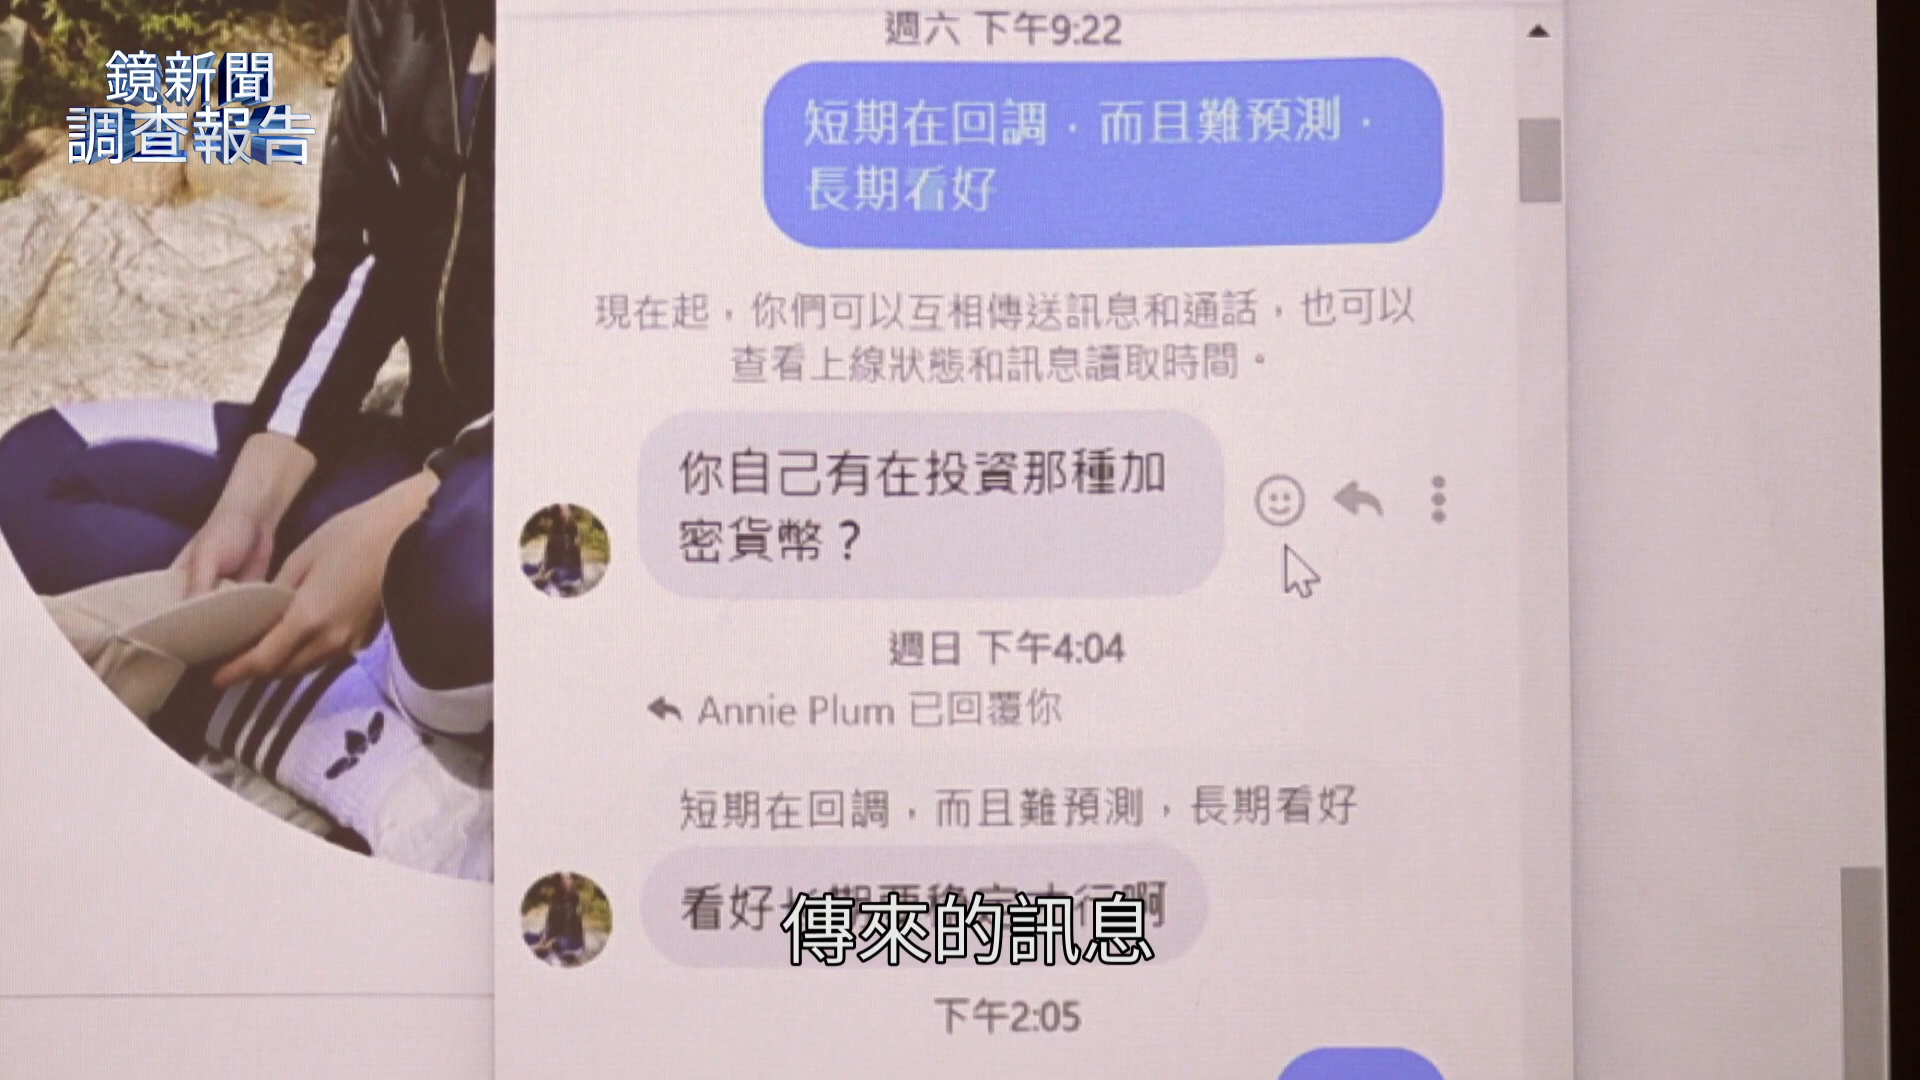 鏡新聞
調查報告
週六 下午9:22
短期在回調，而且難預測，
長期看好
現在起，你們可以互相傳送訊息和通話，也可以
查看上線狀態和訊息讀取時間。
你自己有在投資那種加
密貨幣？
週日 下午4:04
Annie Plum 已回覆你
短期在回調，而且難預測，長期看好
看好
啊
傳來的訊息
下午2:05